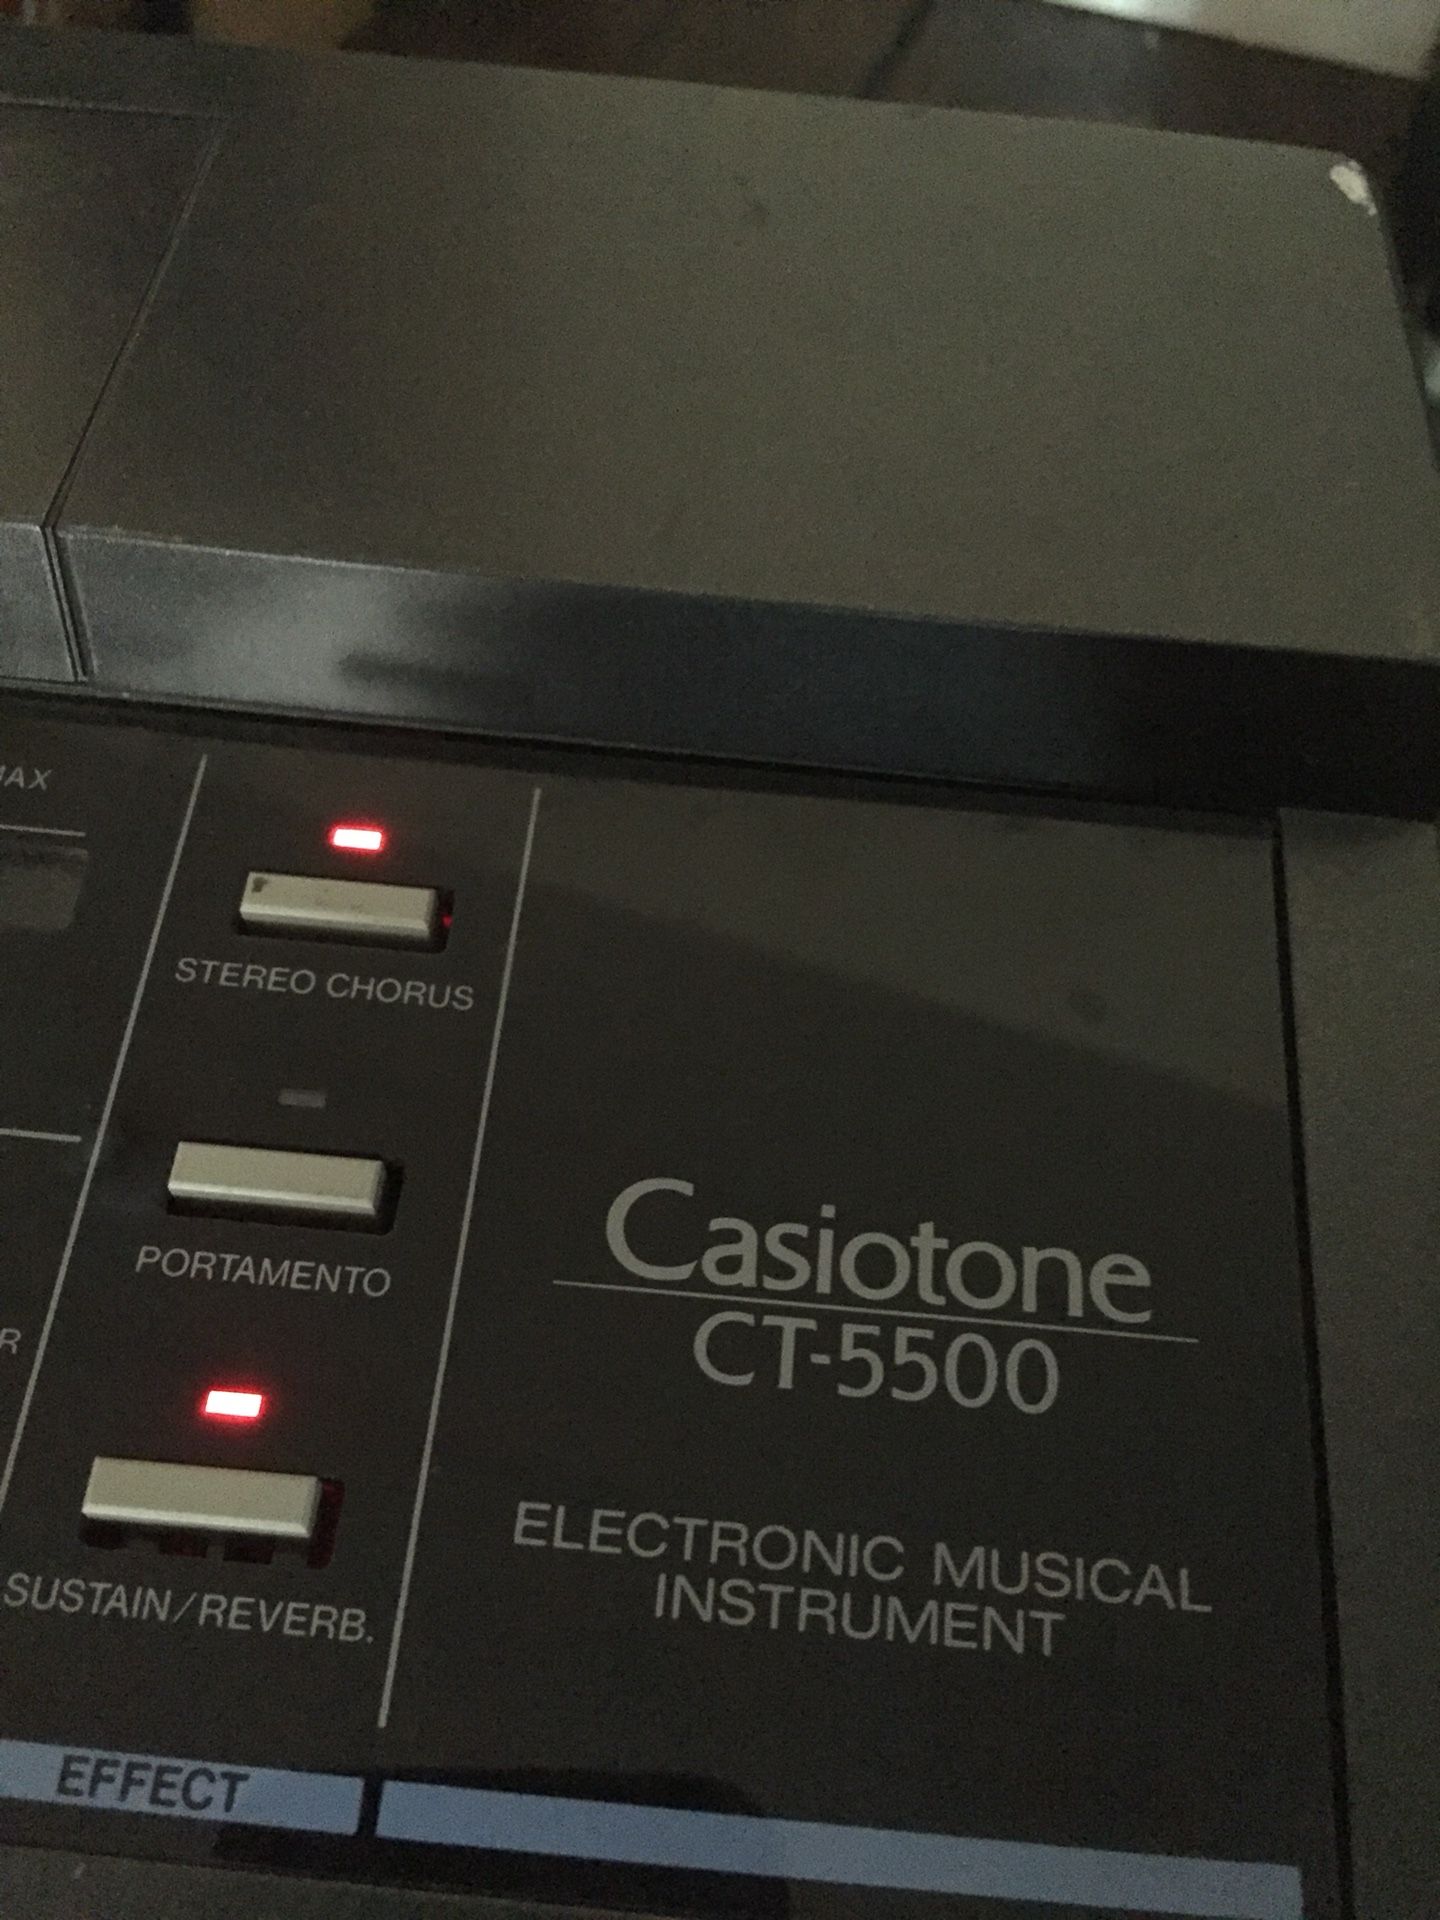 STEREO CHORUS
PORTAMENTO
SUSTAIN/REVERB.
EFFECT
Casiotone
CT-5500
ELECTRONIC MUSICAL
INSTRUMENT